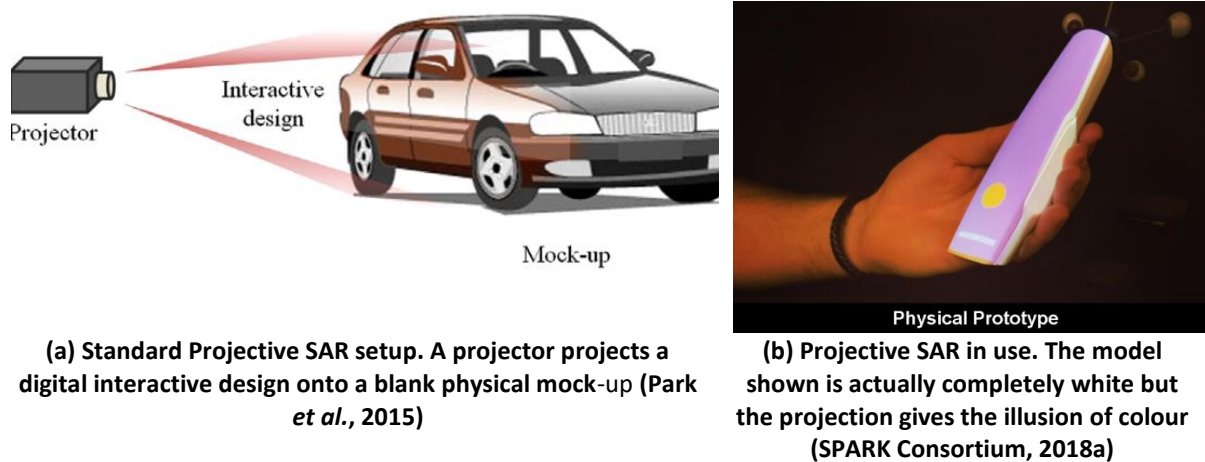 Projector
Interactive
design
Mock-up
Physical Prototype
(a) Standard Projective SAR setup. A projector projects a
digital interactive design onto a blank physical mock-up (Park
et al., 2015)
(b) Projective SAR in use. The model
shown is actually completely white but
the projection gives the illusion of colour
(SPARK Consortium, 2018a)